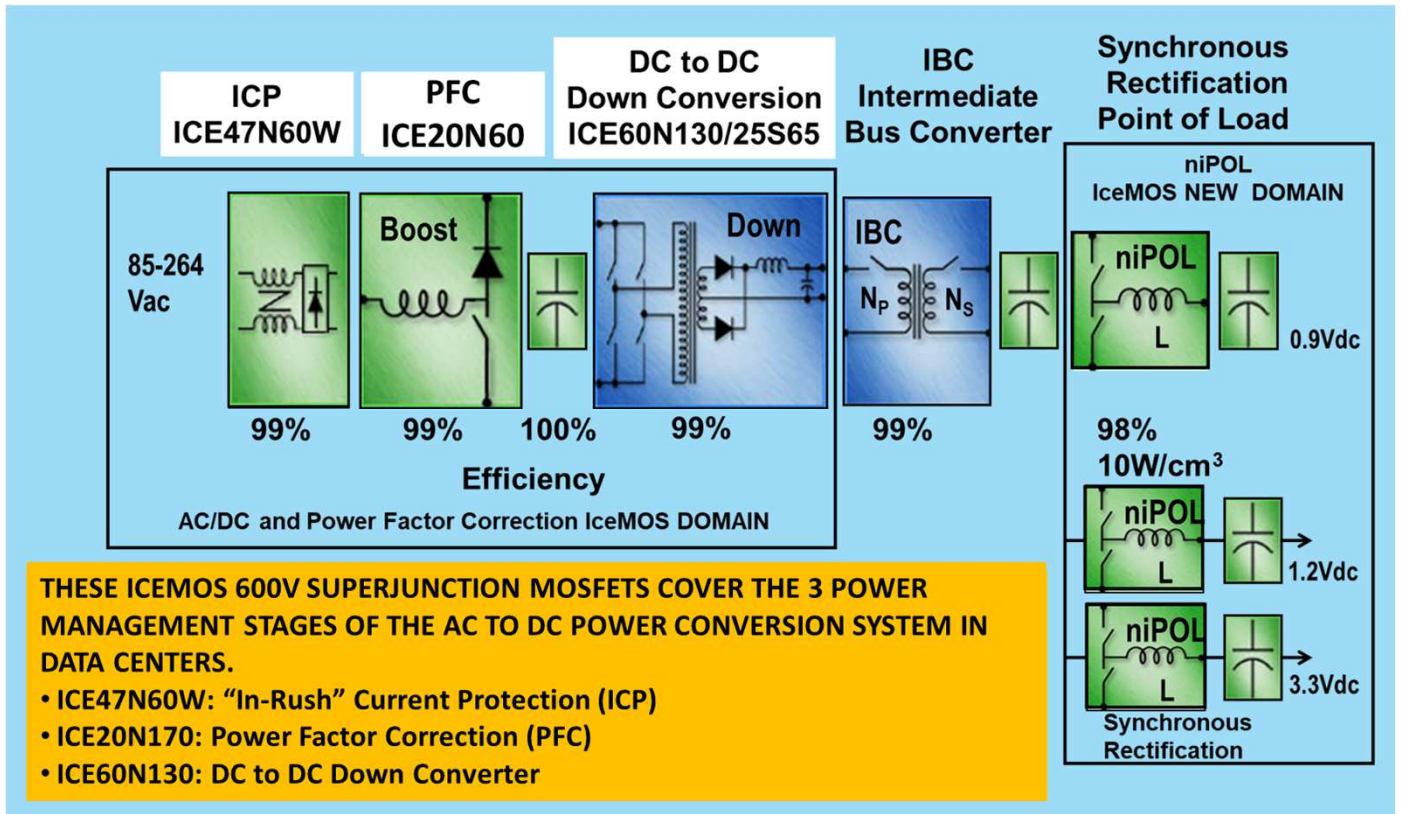 ICP
ICE47N60W
PFC
ICE20N60
DC to DC
Down Conversion
ICE60N130/25S65
IBC
Intermediate
Bus Converter
Synchronous
Rectification
Point of Load
niPOL
IceMOS NEW DOMAIN
85-264
Vac
Boost
Down
IBC
NP
NS
niPOL
L
0.9Vdc
99%
99%
100%
99%
99%
98%
10W/cm³
Efficiency
AC/DC and Power Factor Correction IceMOS DOMAIN
niPOL
L
1.2Vdc
niPOL
L
3.3Vdc
Synchronous
Rectification
THESE ICEMOS 600V SUPERJUNCTION MOSFETS COVER THE 3 POWER
MANAGEMENT STAGES OF THE AC TO DC POWER CONVERSION SYSTEM IN
DATA CENTERS.
• ICE47N60W: “In-Rush” Current Protection (ICP)
• ICE20N170: Power Factor Correction (PFC)
• ICE60N130: DC to DC Down Converter